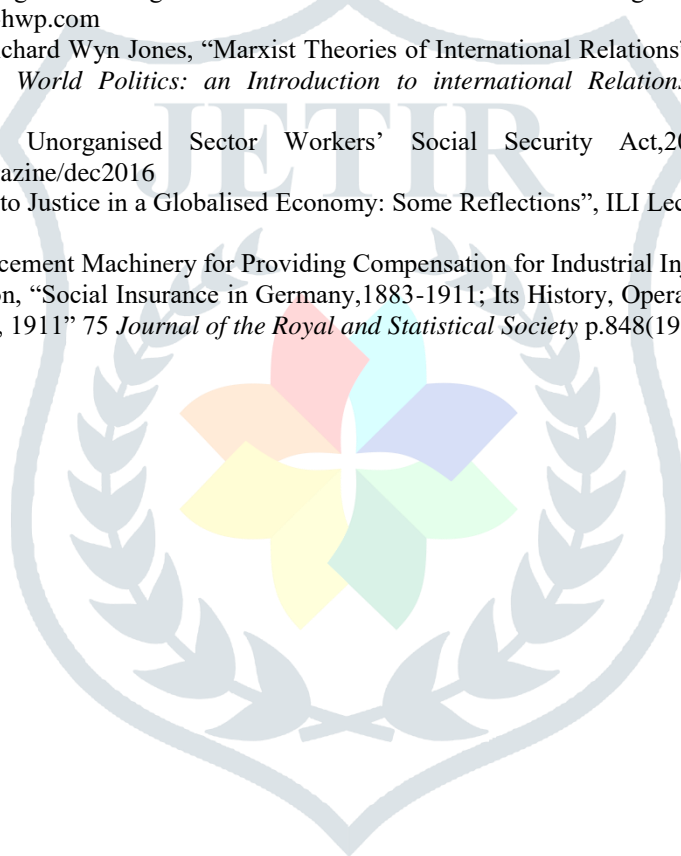 hwp.com
chard Wyn Jones, “Marxist Theories of International Relations”
World Politics: an Introduction to international Relations
Unorganised Sector Workers’ Social Security Act,20
azine/dec2016
to Justice in a Globalised Economy: Some Reflections”, ILI Lec
JETIR
cement Machinery for Providing Compensation for Industrial Inj
on, “Social Insurance in Germany,1883-1911; Its History, Opera
, 1911” 75 Journal of the Royal and Statistical Society p.848(19